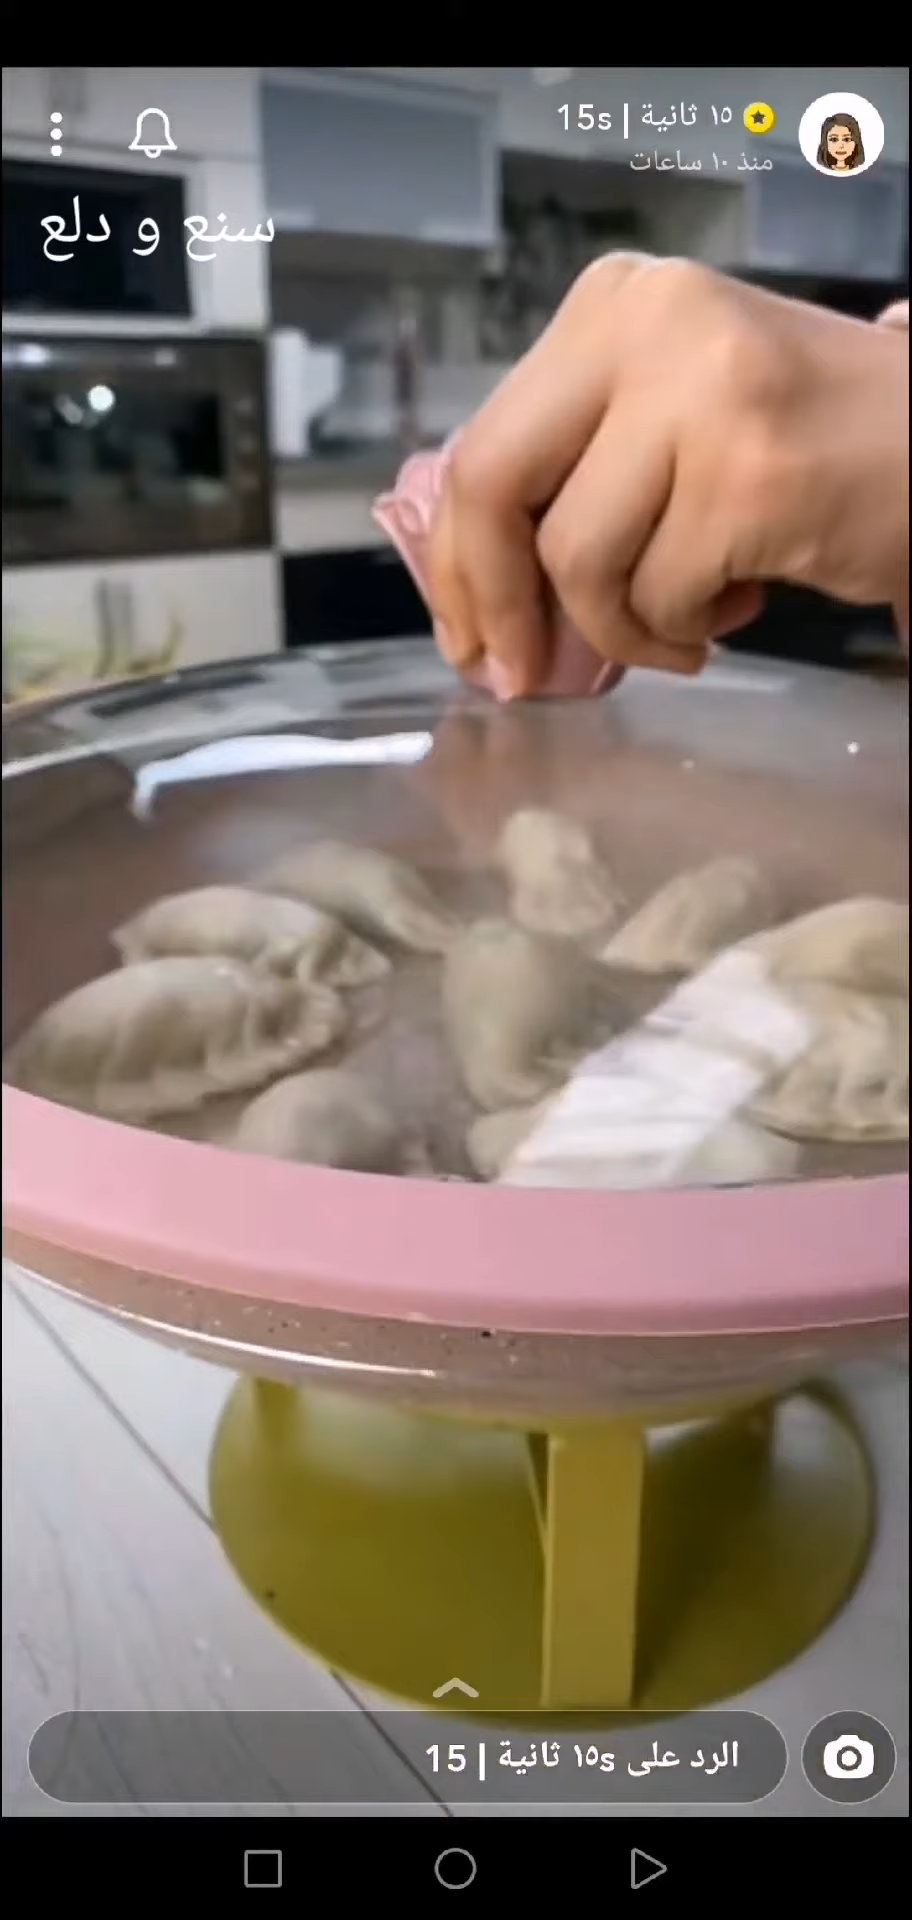 ١٥ ثانية | 15s
منذ ١٠ ساعات
سنع و دلع
الرد على ١٥s ثانية | 15